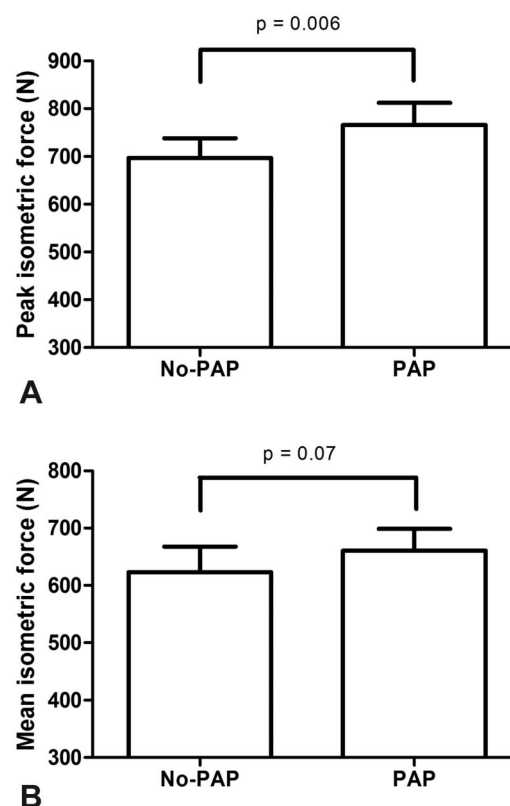 p = 0.006
Peak isometric force (N)
900
800
700
600
500
400
300
No-PAP PAP
A
p = 0.07
Mean isometric force (N)
800
700
600
500
400
300
No-PAP PAP
B